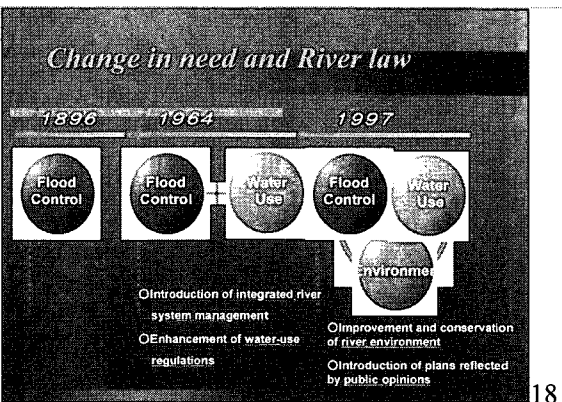 Change in need and River law
1896 1964 1997
Flood
Control
Flood
Control
Water
Use
Flood
Control
Water
Use
Environmen
○Introduction of integrated river
system management
○Enhancement of water-use
regulations
○Improvement and conservation
of river environment
○Introduction of plans reflected
by public opinions
18